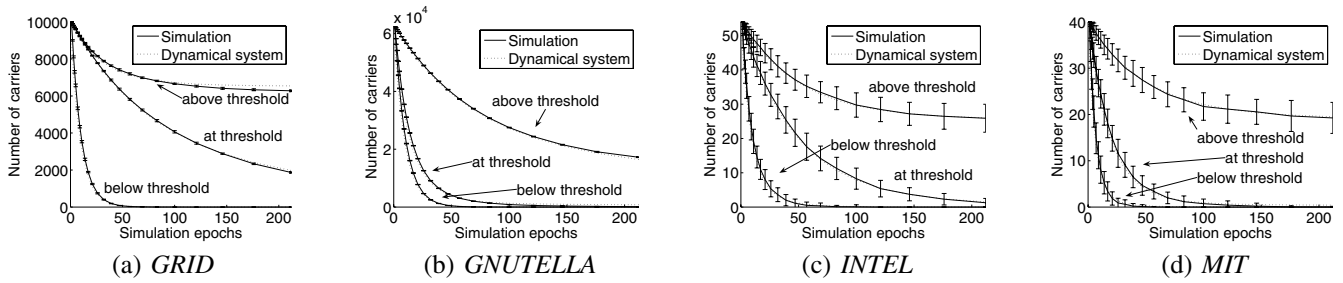 10000
8000
6000
4000
2000
0
0
50
100
150
200
Number of carriers
Simulation epochs
Simulation
Dynamical system
above threshold
at threshold
below threshold
(a) GRID
x 10^4
6
4
2
0
0
50
100
150
200
Number of carriers
Simulation epochs
Simulation
Dynamical system
above threshold
at threshold
below threshold
(b) GNUTELLA
50
40
30
20
10
0
0
50
100
150
200
Number of carriers
Simulation epochs
Simulation
Dynamical system
above threshold
below threshold
at threshold
(c) INTEL
40
30
20
10
0
0
50
100
150
200
Number of carriers
Simulation epochs
Simulation
Dynamical system
above threshold
at threshold
below threshold
(d) MIT